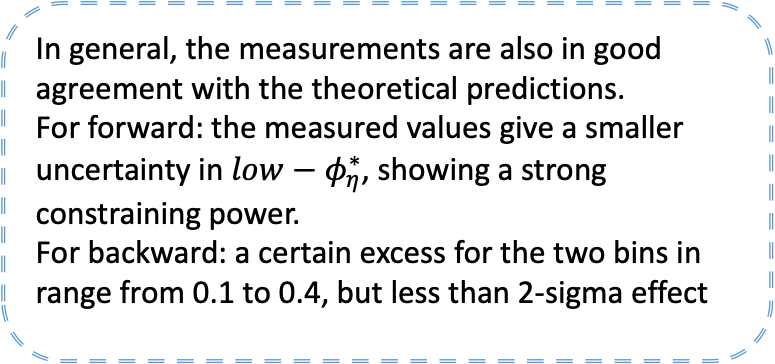 In general, the measurements are also in good
agreement with the theoretical predictions.
For forward: the measured values give a smaller
uncertainty in low − ϕ*η, showing a strong
constraining power.
For backward: a certain excess for the two bins in
range from 0.1 to 0.4, but less than 2-sigma effect